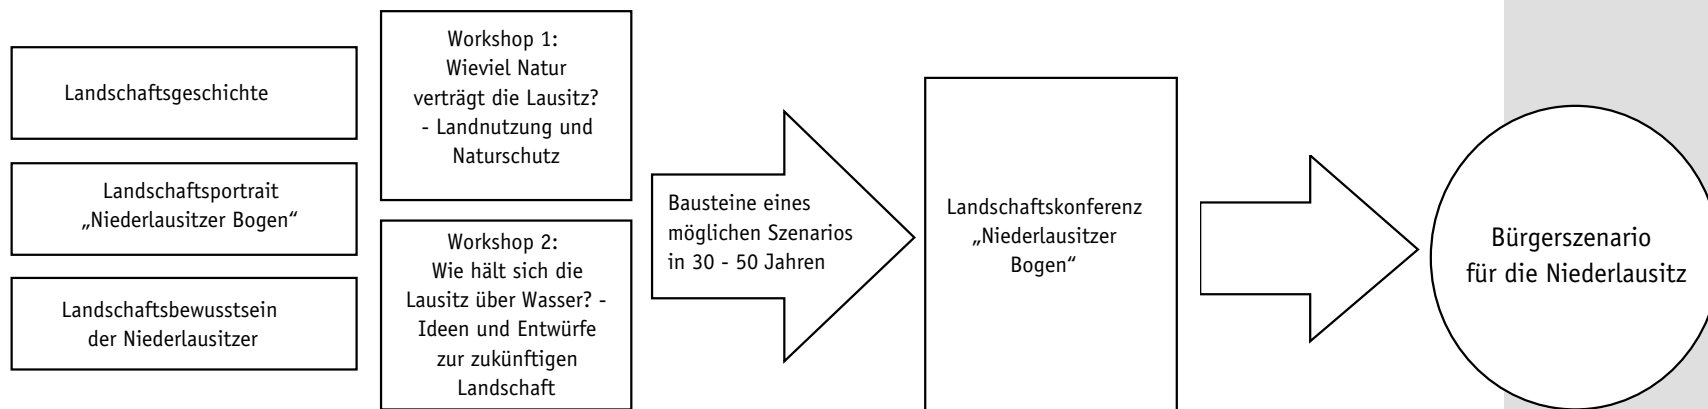 Landschaftsgeschichte
Landschaftsportrait
„Niederlausitzer Bogen“
Landschaftsbewusstsein
der Niederlausitzer
Workshop 1:
Wieviel Natur
verträgt die Lausitz?
- Landnutzung und
Naturschutz
Workshop 2:
Wie hält sich die
Lausitz über Wasser? -
Ideen und Entwürfe
zur zukünftigen
Landschaft
Bausteine eines
möglichen Szenarios
in 30 - 50 Jahren
Landschaftskonferenz
„Niederlausitzer
Bogen“
Bürgerszenario
für die Niederlausitz